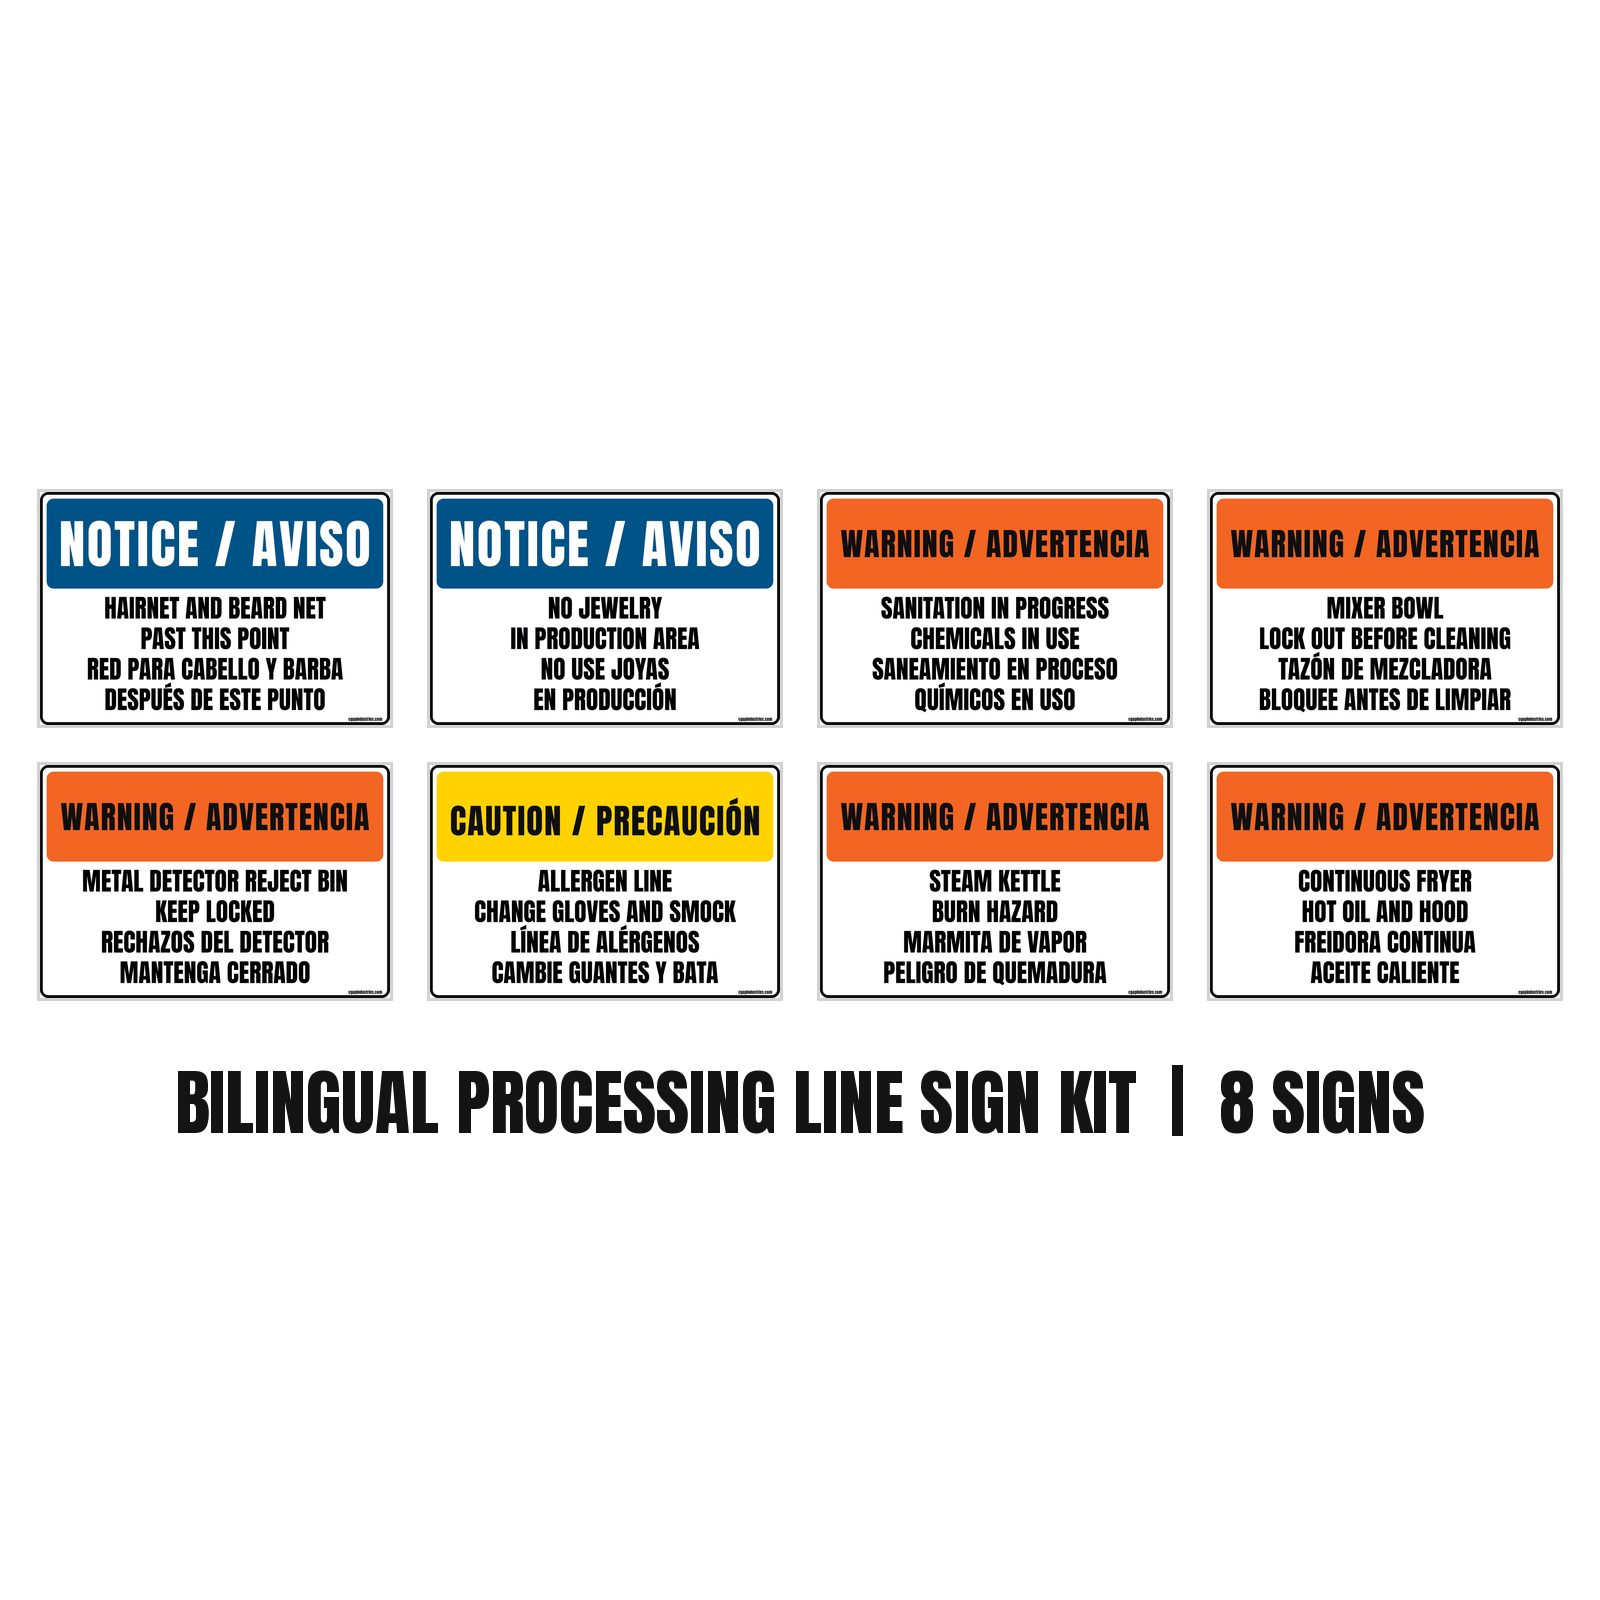 NOTICE / AVISO
HAIRNET AND BEARD NET
PAST THIS POINT
RED PARA CABELLO Y BARBA
DESPUÉS DE ESTE PUNTO
NOTICE / AVISO
NO JEWELRY
IN PRODUCTION AREA
NO USE JOYAS
EN PRODUCCIÓN
WARNING / ADVERTENCIA
SANITATION IN PROGRESS
CHEMICALS IN USE
SANEAMIENTO EN PROCESO
QUÍMICOS EN USO
WARNING / ADVERTENCIA
MIXER BOWL
LOCK OUT BEFORE CLEANING
TAZÓN DE MEZCLADORA
BLOQUEE ANTES DE LIMPIAR
WARNING / ADVERTENCIA
METAL DETECTOR REJECT BIN
KEEP LOCKED
RECHAZOS DEL DETECTOR
MANTENGA CERRADO
CAUTION / PRECAUCIÓN
ALLERGEN LINE
CHANGE GLOVES AND SMOCK
LÍNEA DE ALÉRGENOS
CAMBIE GUANTES Y BATA
WARNING / ADVERTENCIA
STEAM KETTLE
BURN HAZARD
MARMITA DE VAPOR
PELIGRO DE QUEMADURA
WARNING / ADVERTENCIA
CONTINUOUS FRYER
HOT OIL AND HOOD
FREIDORA CONTINUA
ACEITE CALIENTE
BILINGUAL PROCESSING LINE SIGN KIT | 8 SIGNS